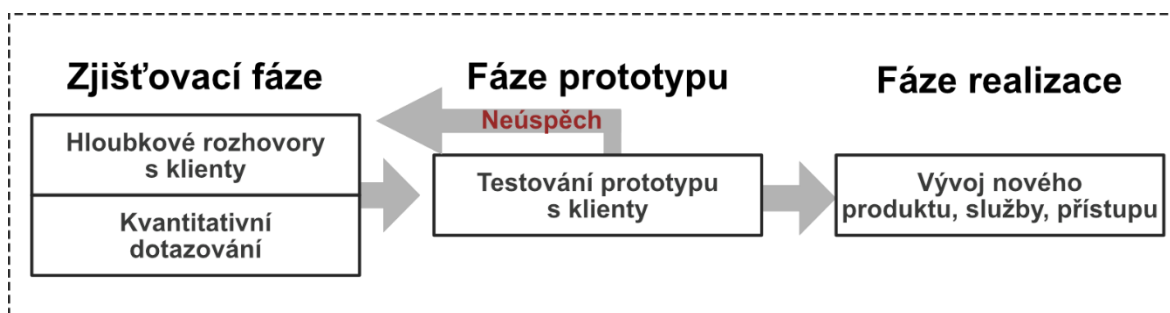 Zjišťovací fáze
Hloubkové rozhovory
s klienty
Kvantitativní
dotazování
Fáze prototypu
Neúspěch
Testování prototypu
s klienty
Fáze realizace
Vývoj nového
produktu, služby, přístupu